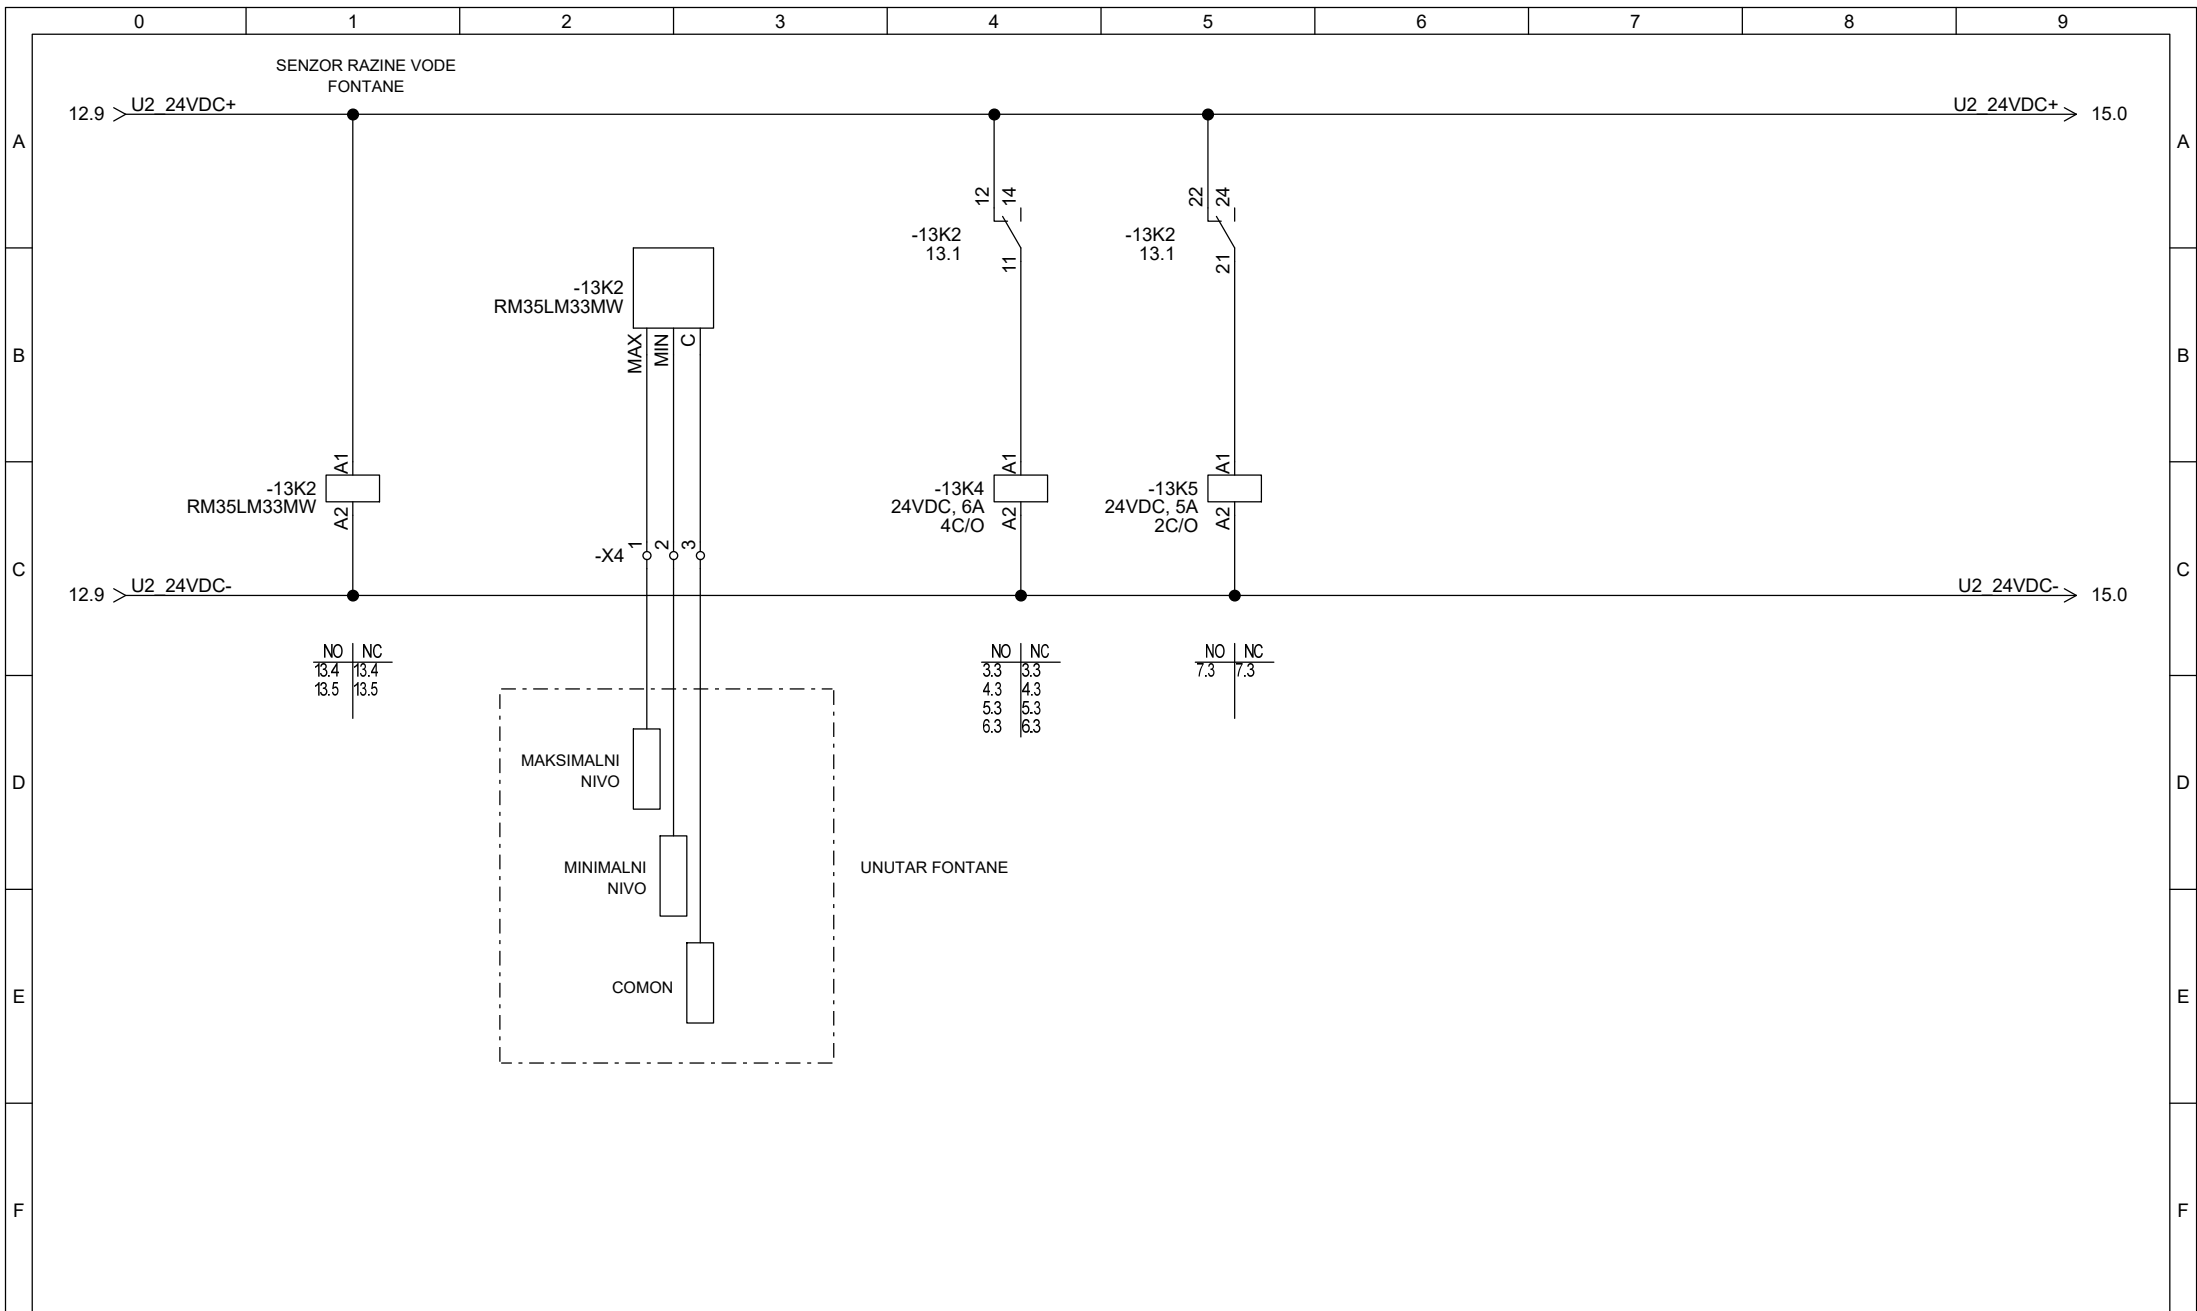 0 1 2 3 4 5 6 7 8 9
SENZOR RAZINE VODE
FONTANE
12.9 U2_24VDC+ U2_24VDC+ 15.0
A A
12 14 22 24
-13K2 -13K2
13.1 13.1
11 21
-13K2
RM35LM33MW
MAX MIN C
B B
A1 A1 A1
-13K2 -13K4 -13K5
RM35LM33MW 24VDC, 6A 24VDC, 5A
A2 4C/O A2 2C/O A2
-X4 1 2 3
C C
12.9 U2_24VDC- U2_24VDC- 15.0
NO NC NO NC NO NC
13.4 13.4 3.3 3.3 7.3 7.3
13.5 13.5 4.3 4.3
5.3 5.3
6.3 6.3
MAKSIMALNI
NIVO
D D
MINIMALNI UNUTAR FONTANE
NIVO
COMON
E E
F F